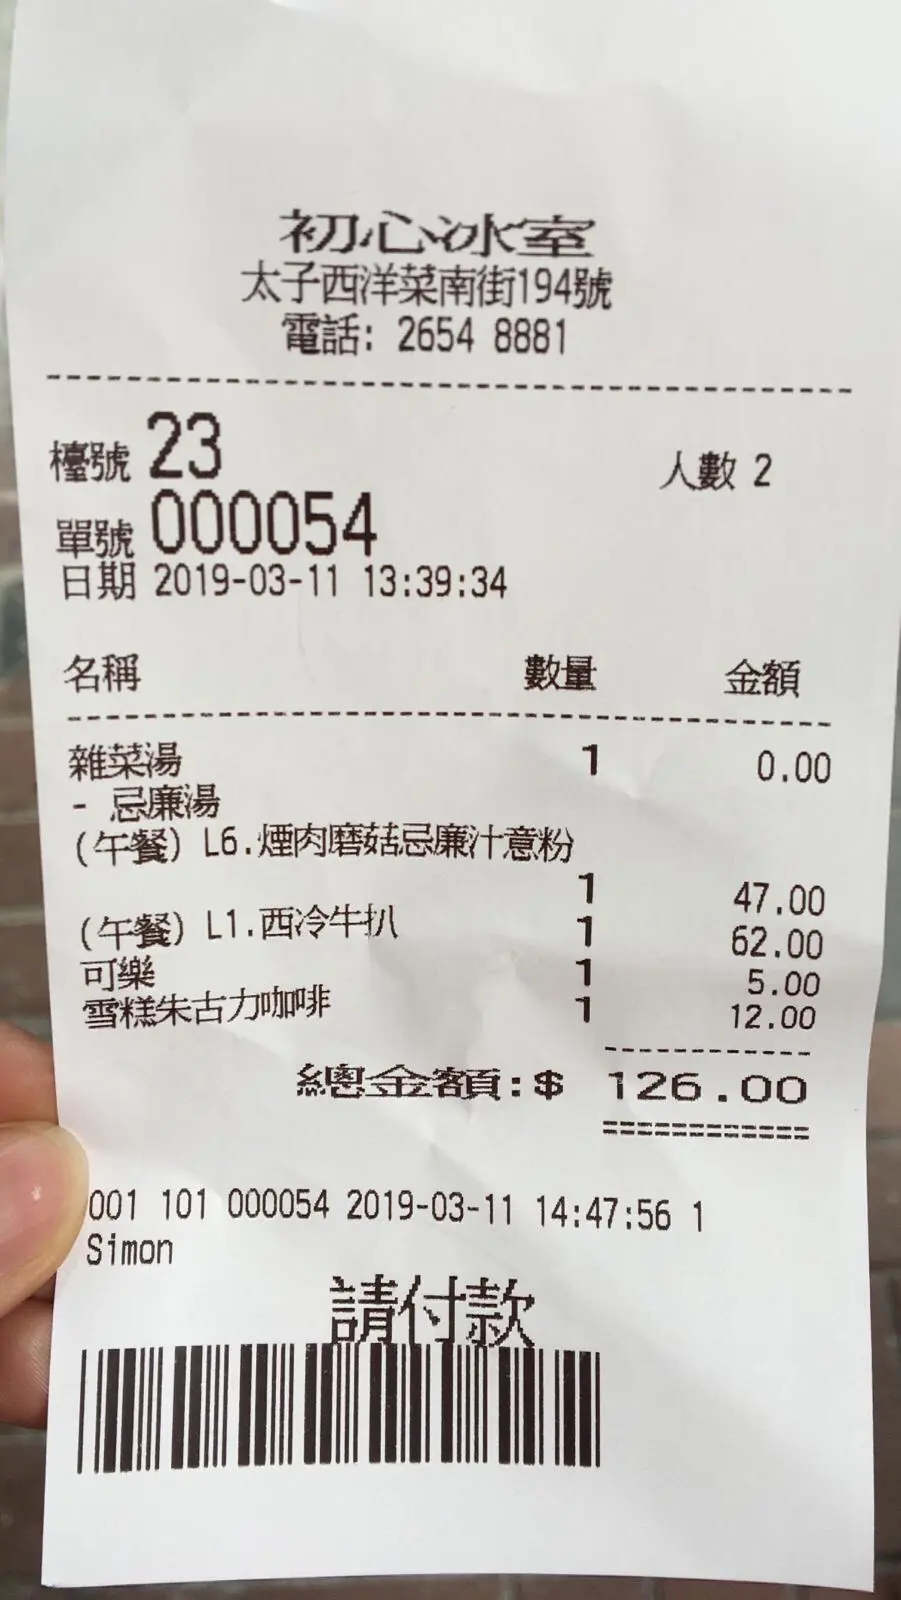 初心冰室
太子西洋菜南街194號
電話: 2654 8881
檯號 23 人數 2
單號 000054
日期 2019-03-11 13:39:34
名稱 數量 金額
雜菜湯 1 0.00
- 忌廉湯
(午餐) L6.煙肉磨菇忌廉汁意粉
1 47.00
(午餐) L1.西冷牛扒 1 62.00
可樂 1 5.00
雪糕朱古力咖啡 1 12.00
總金額:$ 126.00
001 101 000054 2019-03-11 14:47:56 1
Simon
請付款